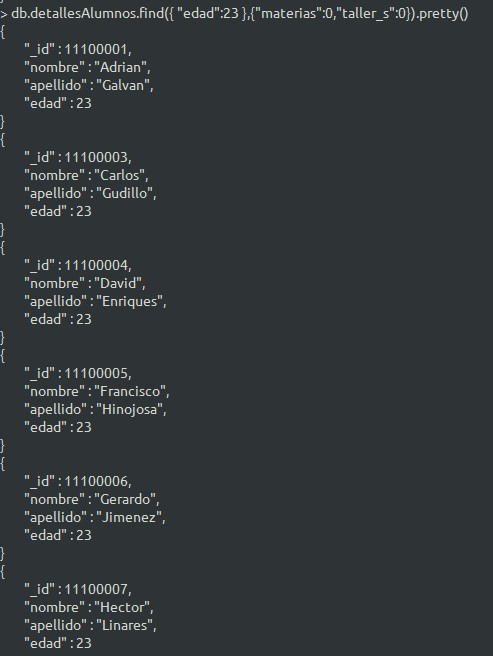 > db.detallesAlumnos.find({ "edad":23 },{"materias":0,"taller_s":0}).pretty()
{
"_id" : 11100001,
"nombre" : "Adrian",
"apellido" : "Galvan",
"edad" : 23
}
{
"_id" : 11100003,
"nombre" : "Carlos",
"apellido" : "Gudillo",
"edad" : 23
}
{
"_id" : 11100004,
"nombre" : "David",
"apellido" : "Enriques",
"edad" : 23
}
{
"_id" : 11100005,
"nombre" : "Francisco",
"apellido" : "Hinojosa",
"edad" : 23
}
{
"_id" : 11100006,
"nombre" : "Gerardo",
"apellido" : "Jimenez",
"edad" : 23
}
{
"_id" : 11100007,
"nombre" : "Hector",
"apellido" : "Linares",
"edad" : 23